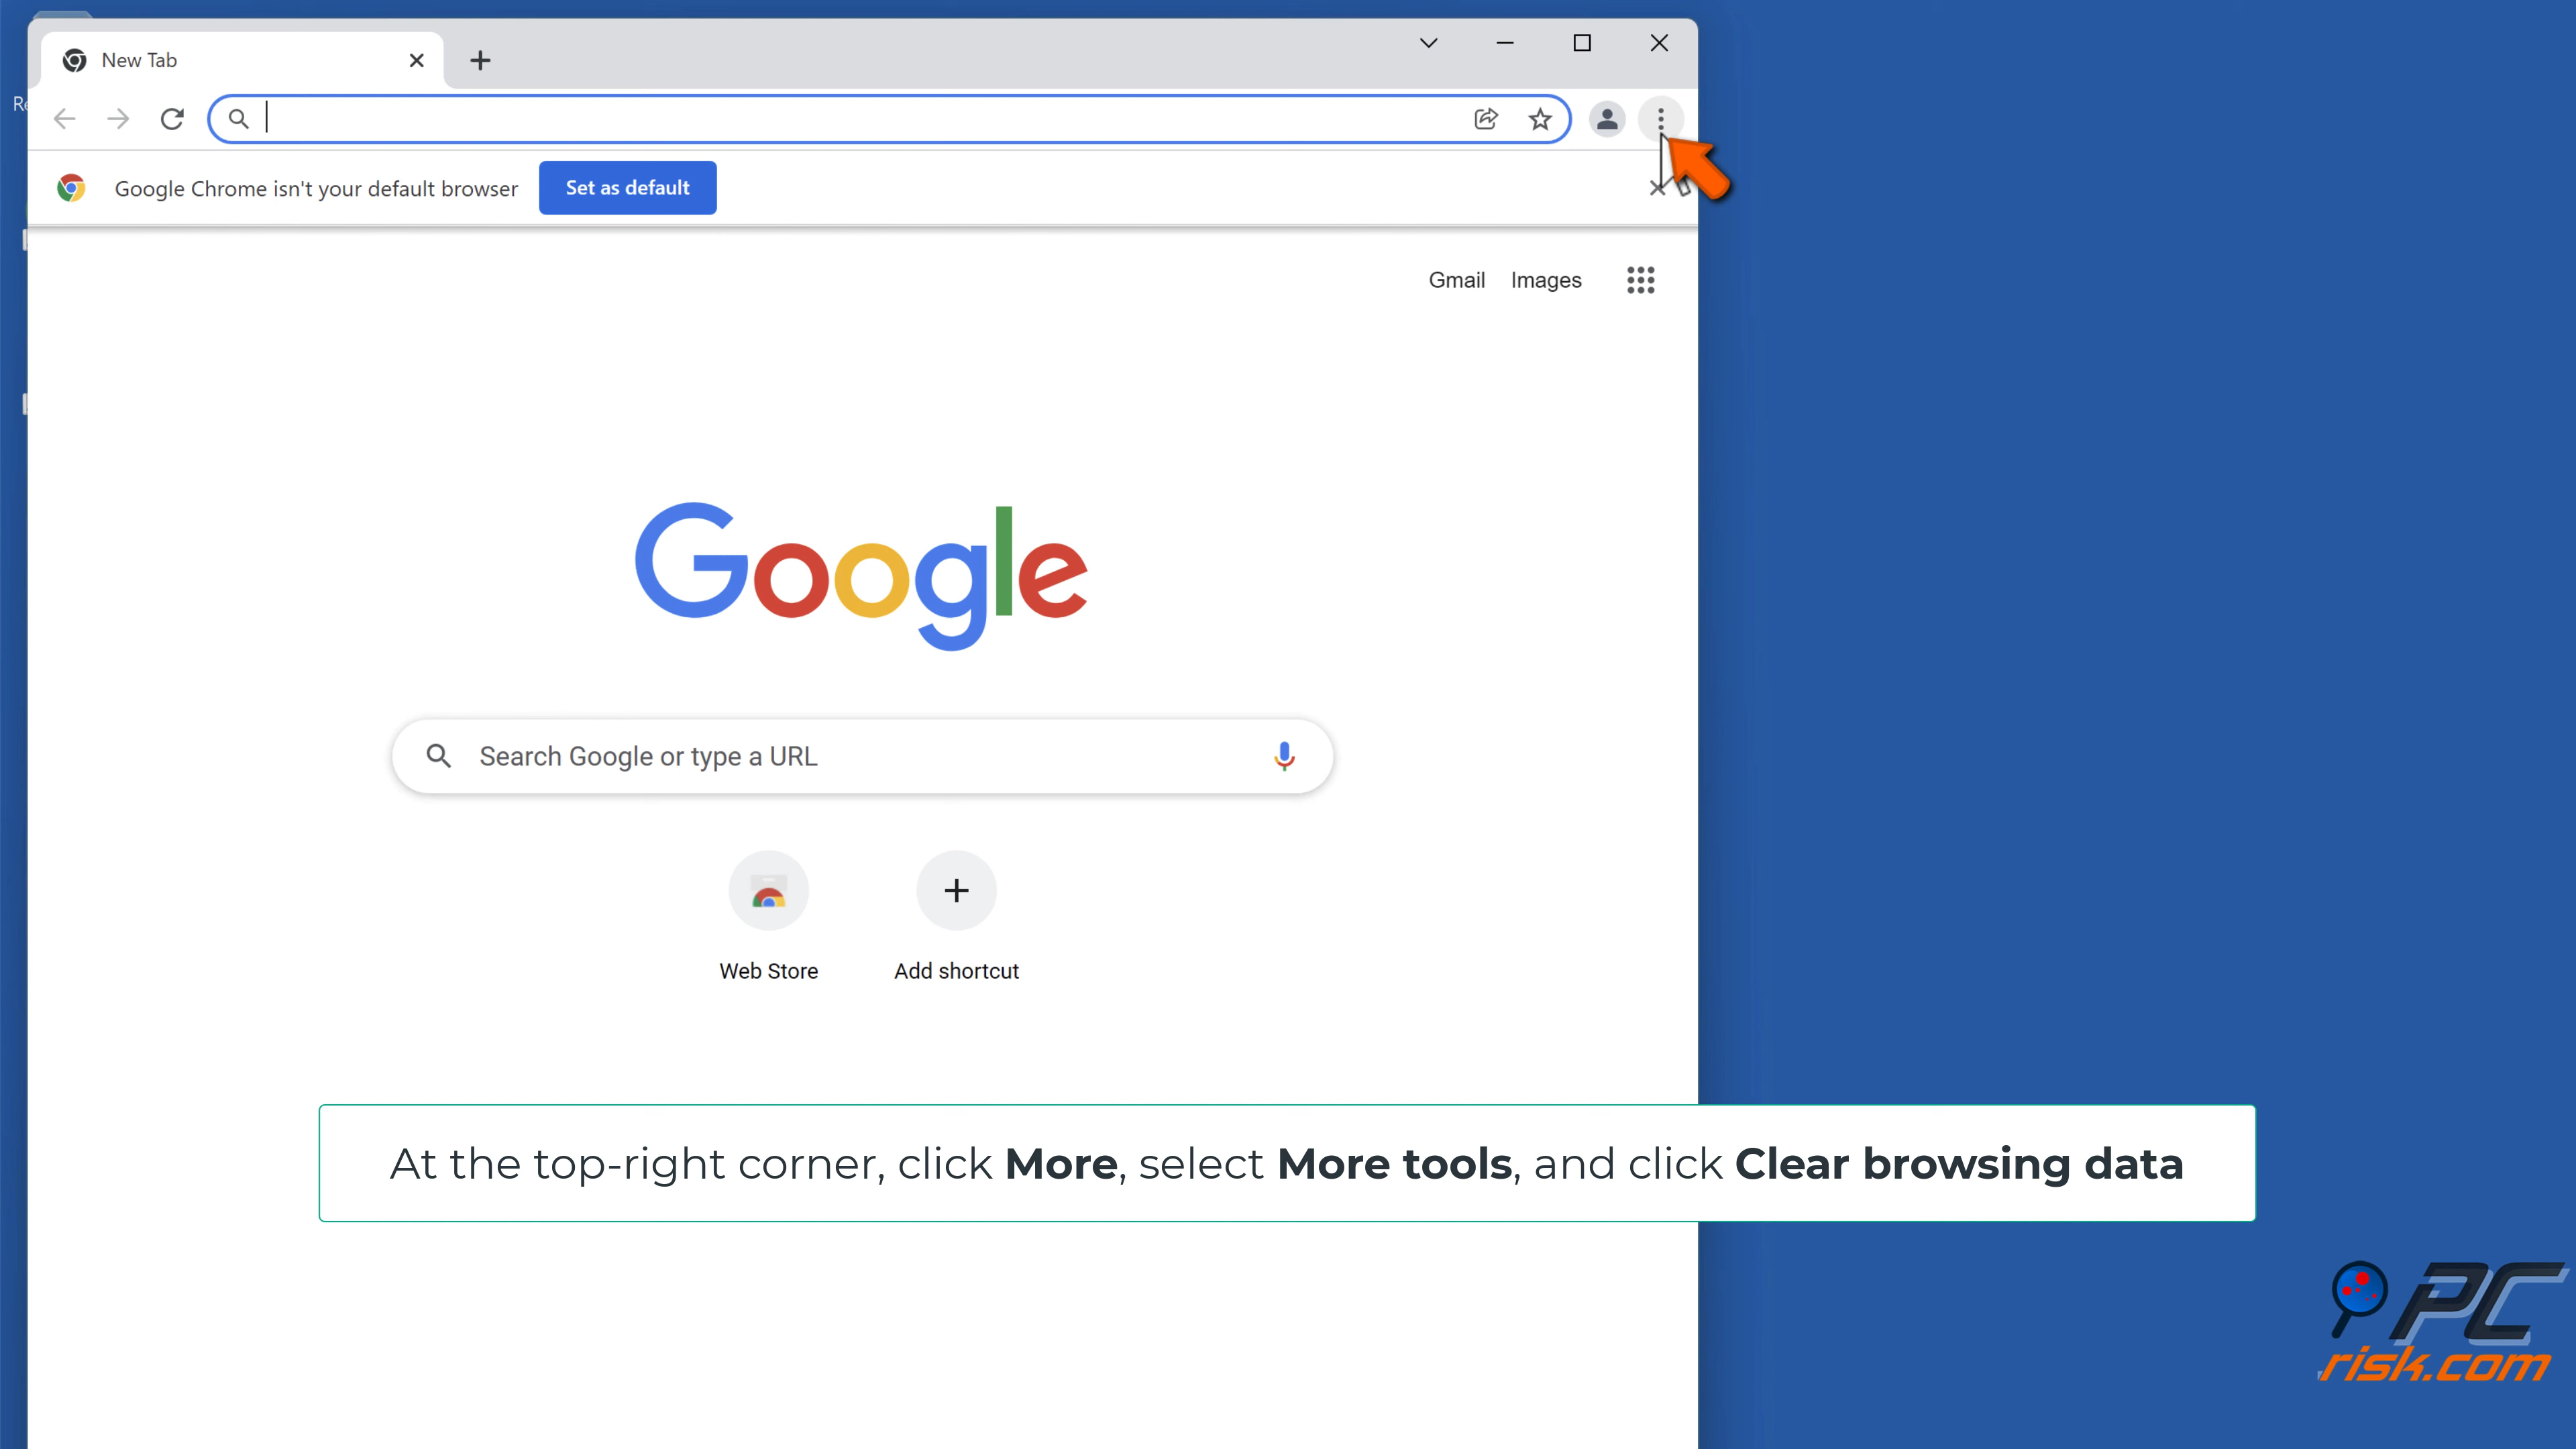 New Tab
Re
Google Chrome isn't your default browser
Set as default
Gmail Images
Google
Search Google or type a URL
Web Store
Add shortcut
At the top-right corner, click More, select More tools, and click Clear browsing data
PC
risk.com